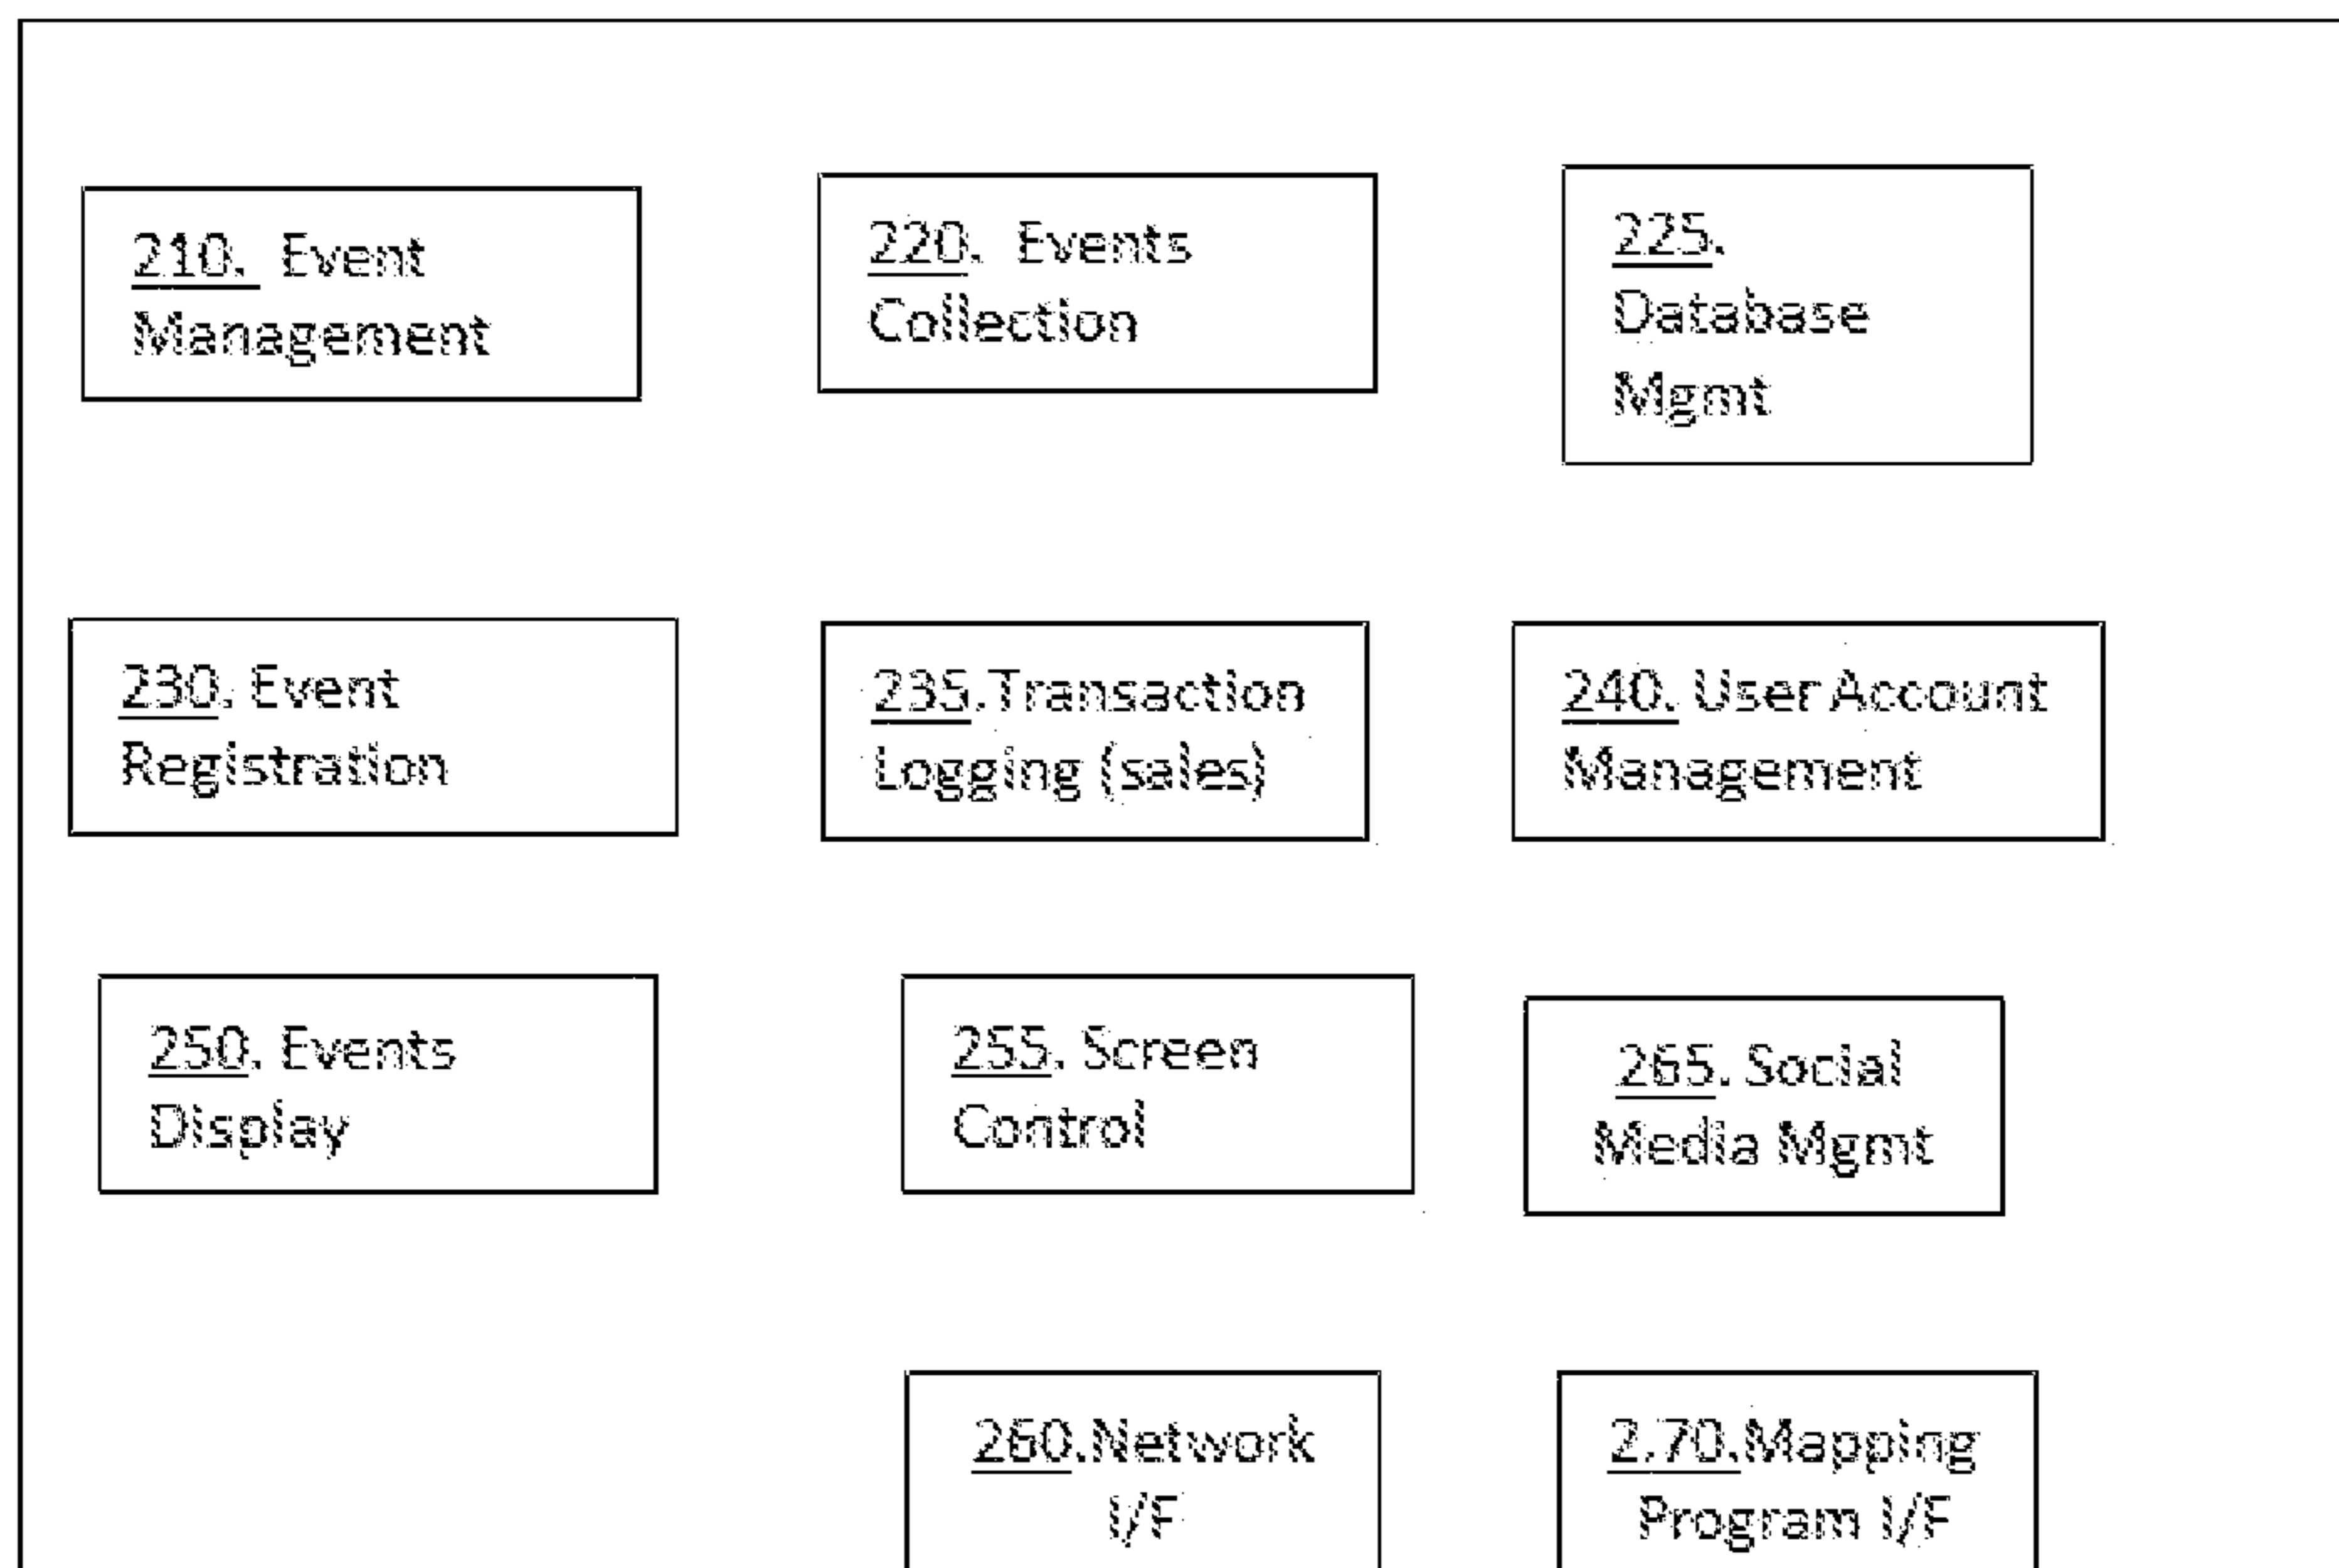 210. Event
Management
220. Events
Collection
225.
Database
Mgmt
230. Event
Registration
235.Transaction
Logging (sales)
240. User Account
Management
250. Events
Display
255. Screen
Control
265. Social
Media Mgmt
260.Network
I/F
2.70.Mapping
Program I/F